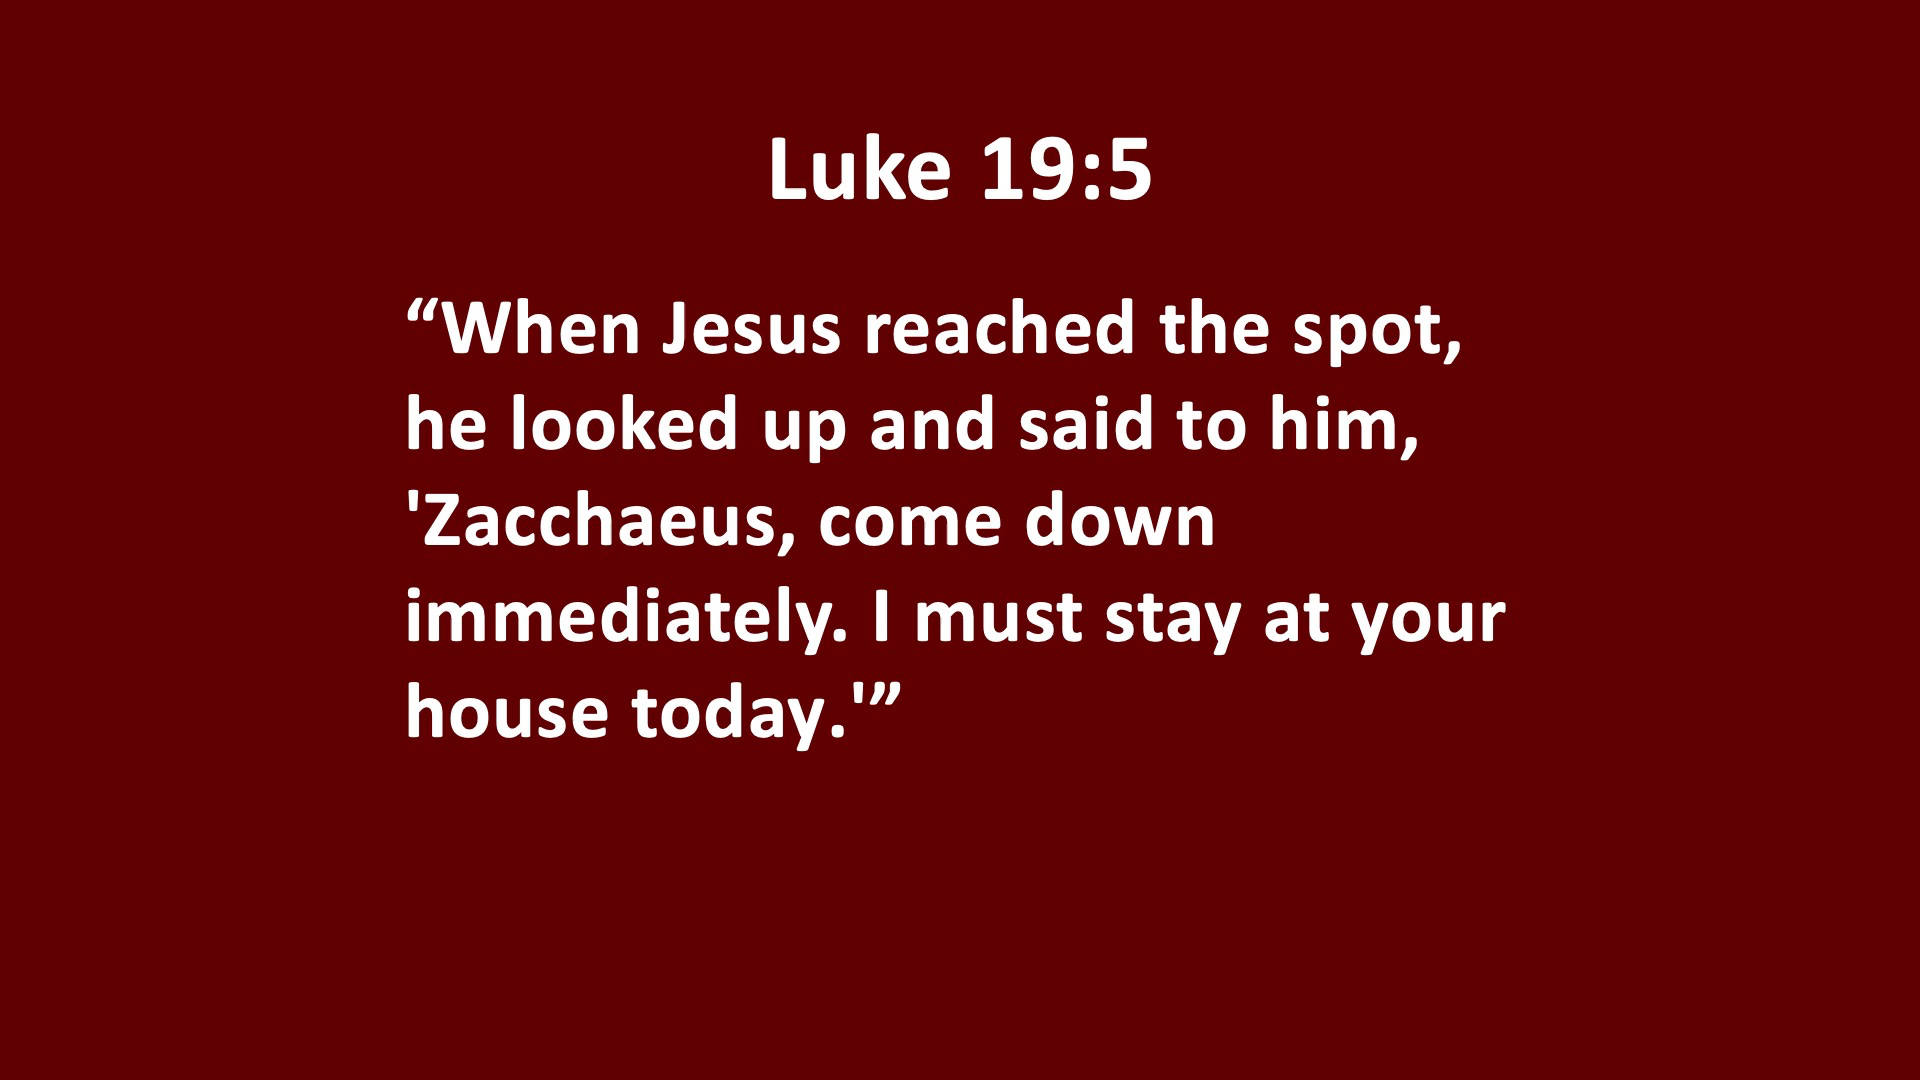 Luke 19:5
“When Jesus reached the spot,
he looked up and said to him,
'Zacchaeus, come down
immediately. I must stay at your
house today.'”